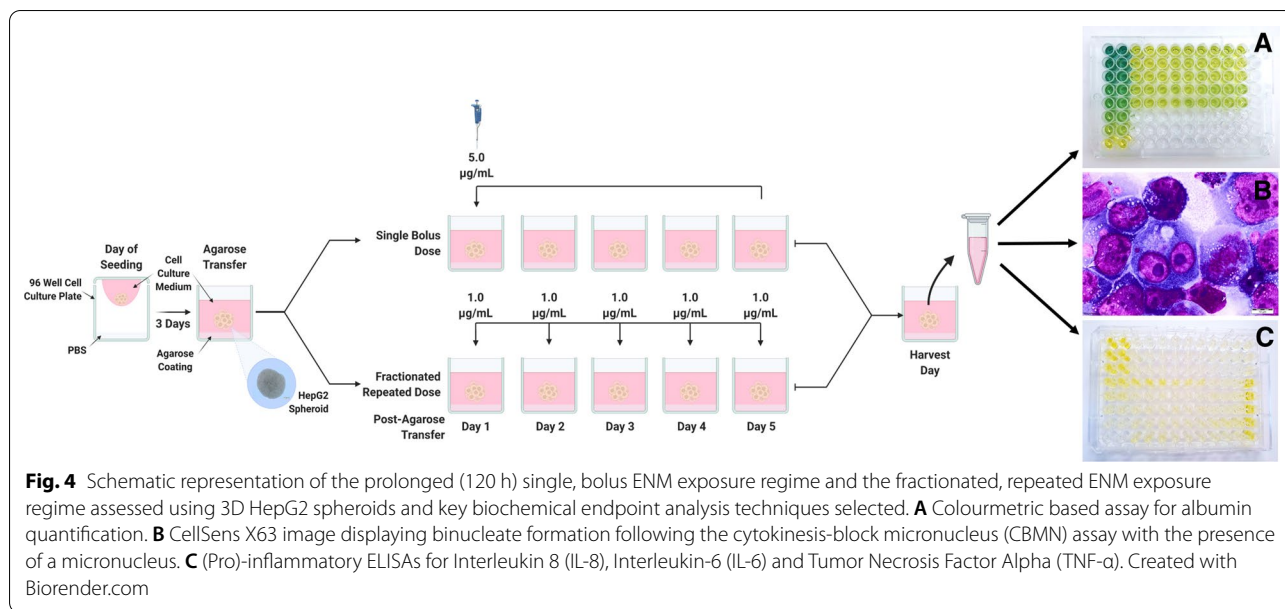 A
5.0
µg/mL
Single Bolus
Dose
Day of
Seeding
Cell
Culture
Medium
Agarose
Transfer
96 Well Cell
Culture Plate
3 Days
PBS
Agarose
Coating
HepG2
Spheroid
1.0
µg/mL
1.0
µg/mL
1.0
µg/mL
1.0
µg/mL
1.0
µg/mL
Fractionated
Repeated Dose
Post-Agarose
Transfer
Day 1
Day 2
Day 3
Day 4
Day 5
Harvest
Day
B
C
Fig. 4 Schematic representation of the prolonged (120 h) single, bolus ENM exposure regime and the fractionated, repeated ENM exposure
regime assessed using 3D HepG2 spheroids and key biochemical endpoint analysis techniques selected. A Colourmetric based assay for albumin
quantification. B CellSens X63 image displaying binucleate formation following the cytokinesis-block micronucleus (CBMN) assay with the presence
of a micronucleus. C (Pro)-inflammatory ELISAs for Interleukin 8 (IL-8), Interleukin-6 (IL-6) and Tumor Necrosis Factor Alpha (TNF-α). Created with
Biorender.com